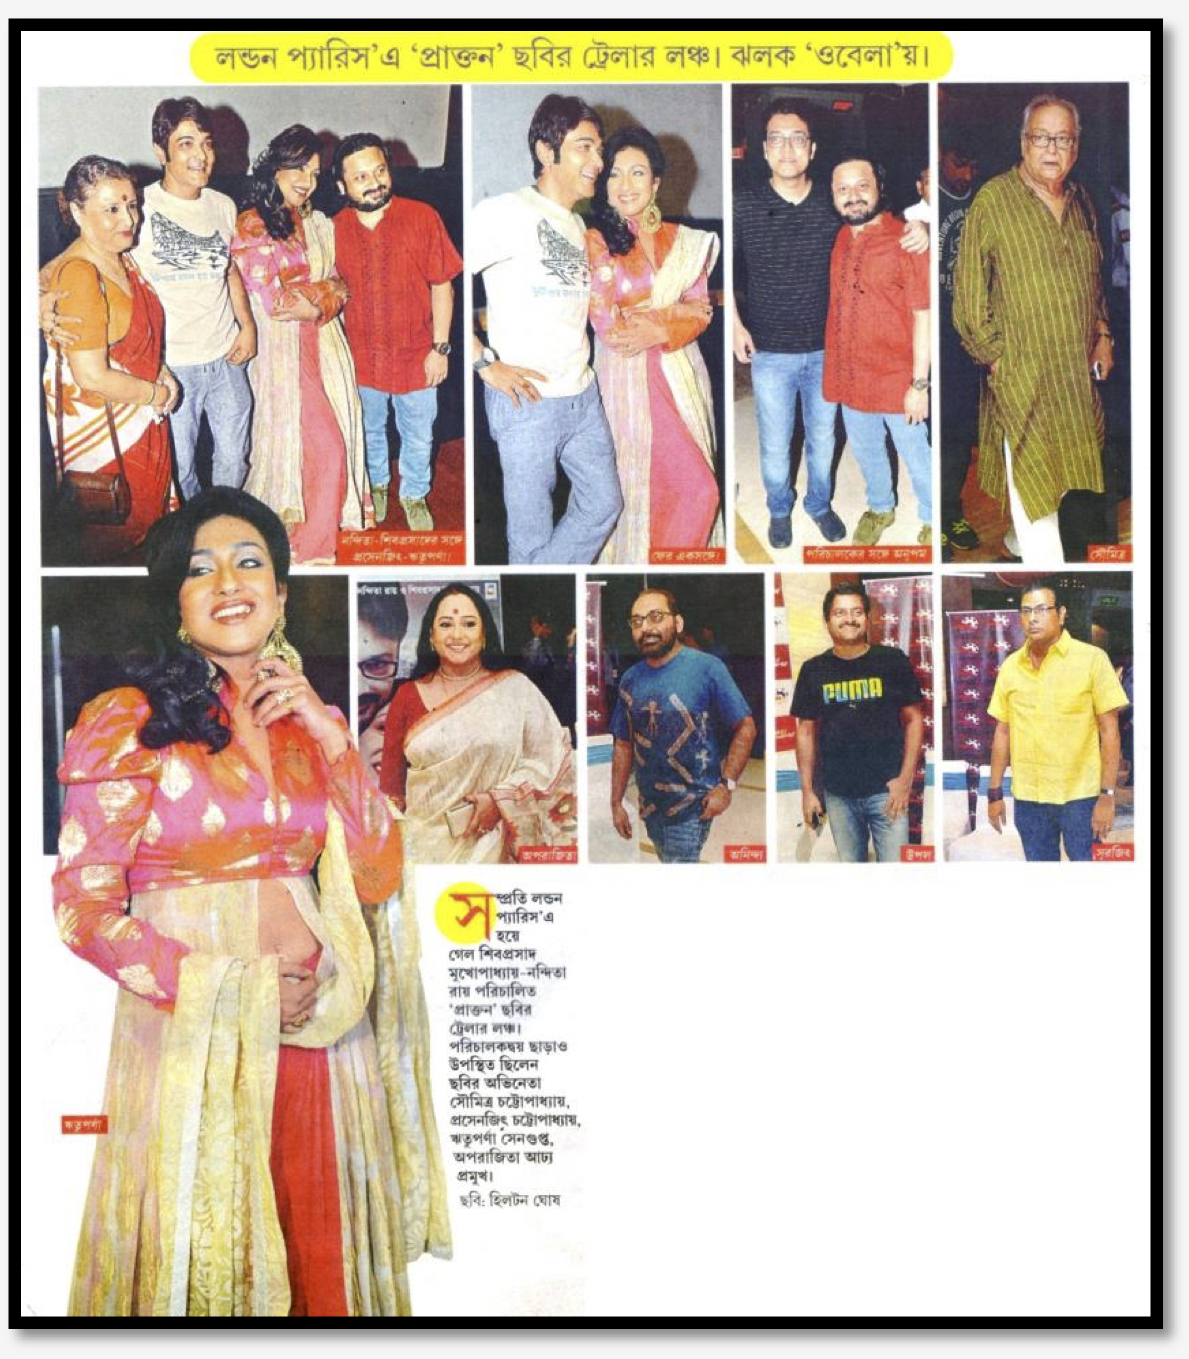 লন্ডন প্যারিস'এ 'প্রাক্তন' ছবির ট্রেলার লঞ্চ। ঝলক 'ওবেলা'য়।
নন্দিতা-শিবপ্রসাদের সঙ্গে
প্রসেনজিৎ-ঋতুপর্ণা।
ফের একসঙ্গে।
পরিচালকের সঙ্গে অনুপম
সৌমিত্র
নন্দিতা রায় ও শিবপ্রসাদ
অপরাজিতা
অনিন্দ্য
PUMA
উপল
সুরজিৎ
ঋতুপর্ণা
সম্প্রতি লন্ডন
প্যারিস'এ
হয়ে
গেল শিবপ্রসাদ
মুখোপাধ্যায়-নন্দিতা
রায় পরিচালিত
'প্রাক্তন' ছবির
ট্রেলার লঞ্চ।
পরিচালকদ্বয় ছাড়াও
উপস্থিত ছিলেন
ছবির অভিনেতা
সৌমিত্র চট্টোপাধ্যায়,
প্রসেনজিৎ চট্টোপাধ্যায়,
ঋতুপর্ণা সেনগুপ্ত,
অপরাজিতা আঢ্য
প্রমুখ।
ছবি: হিলটন ঘোষ